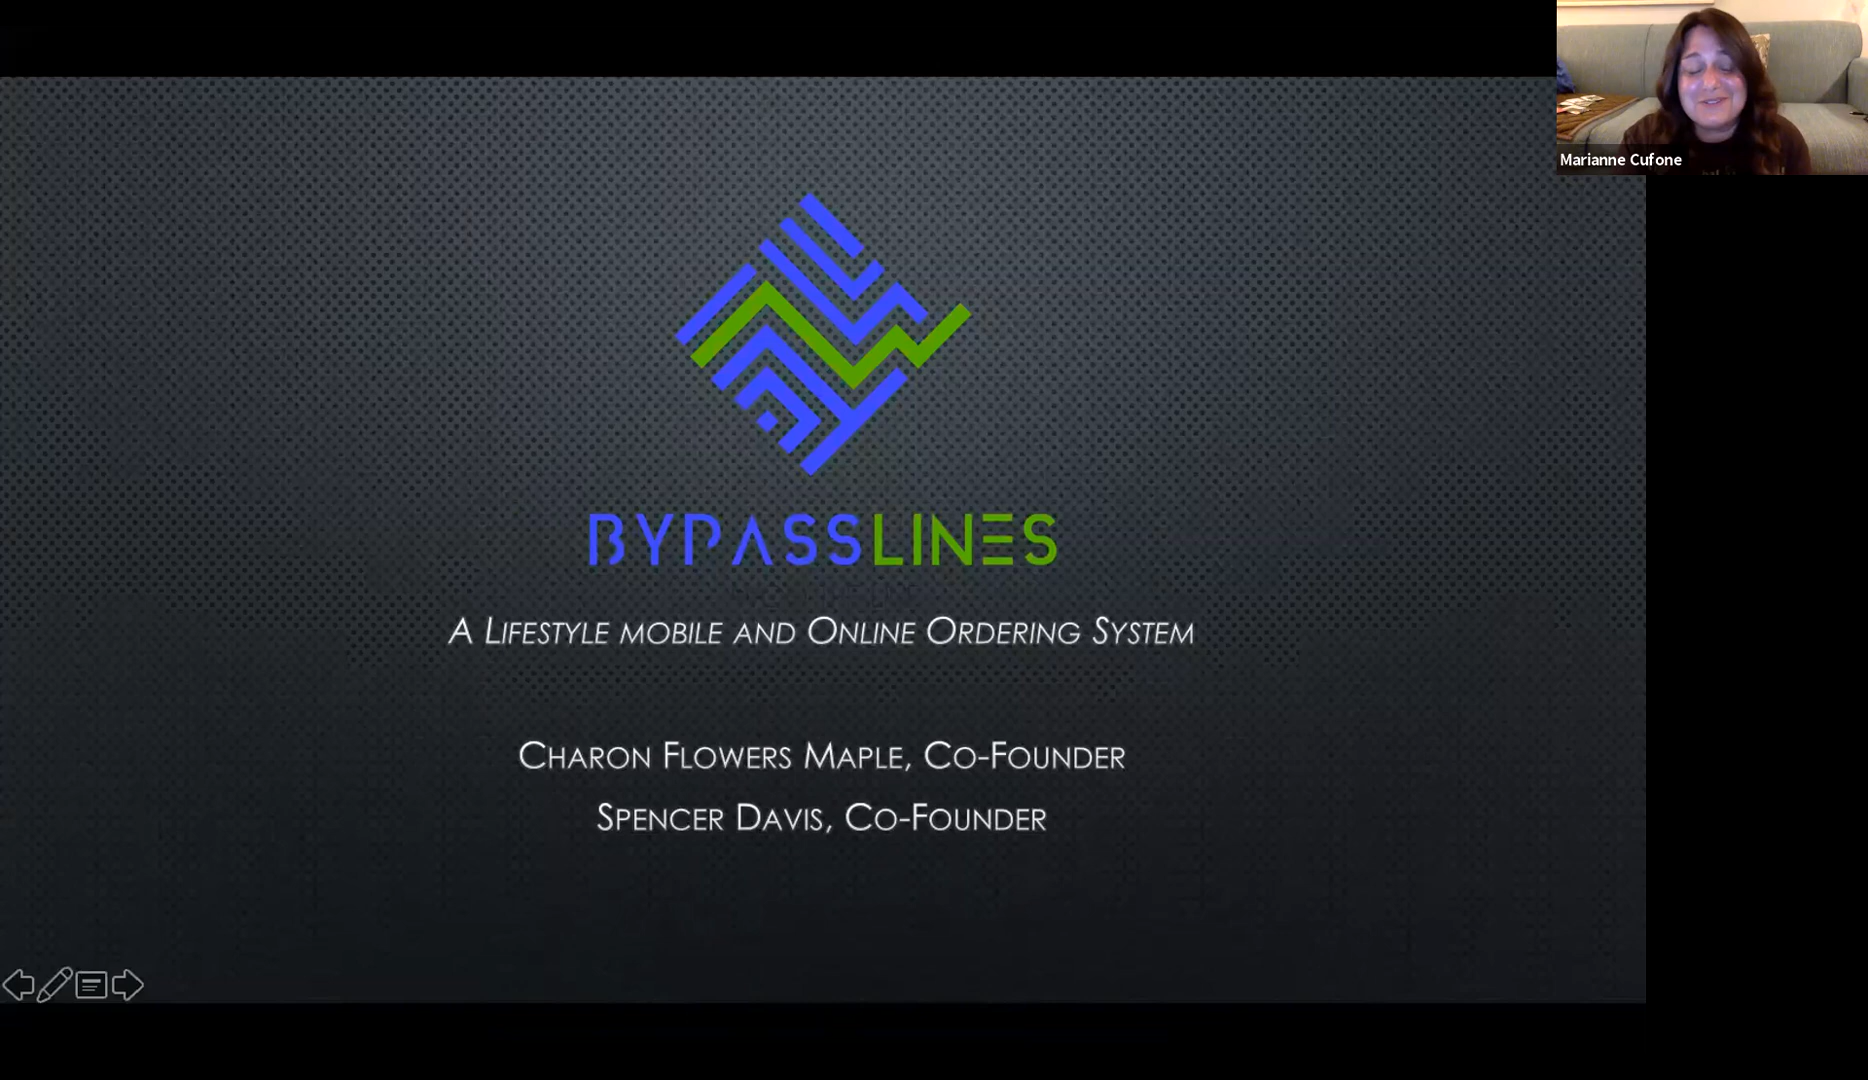 Marianne Cufone
BYPASSLINES
A Lifestyle mobile and Online Ordering System
Charon Flowers Maple, Co-Founder
Spencer Davis, Co-Founder